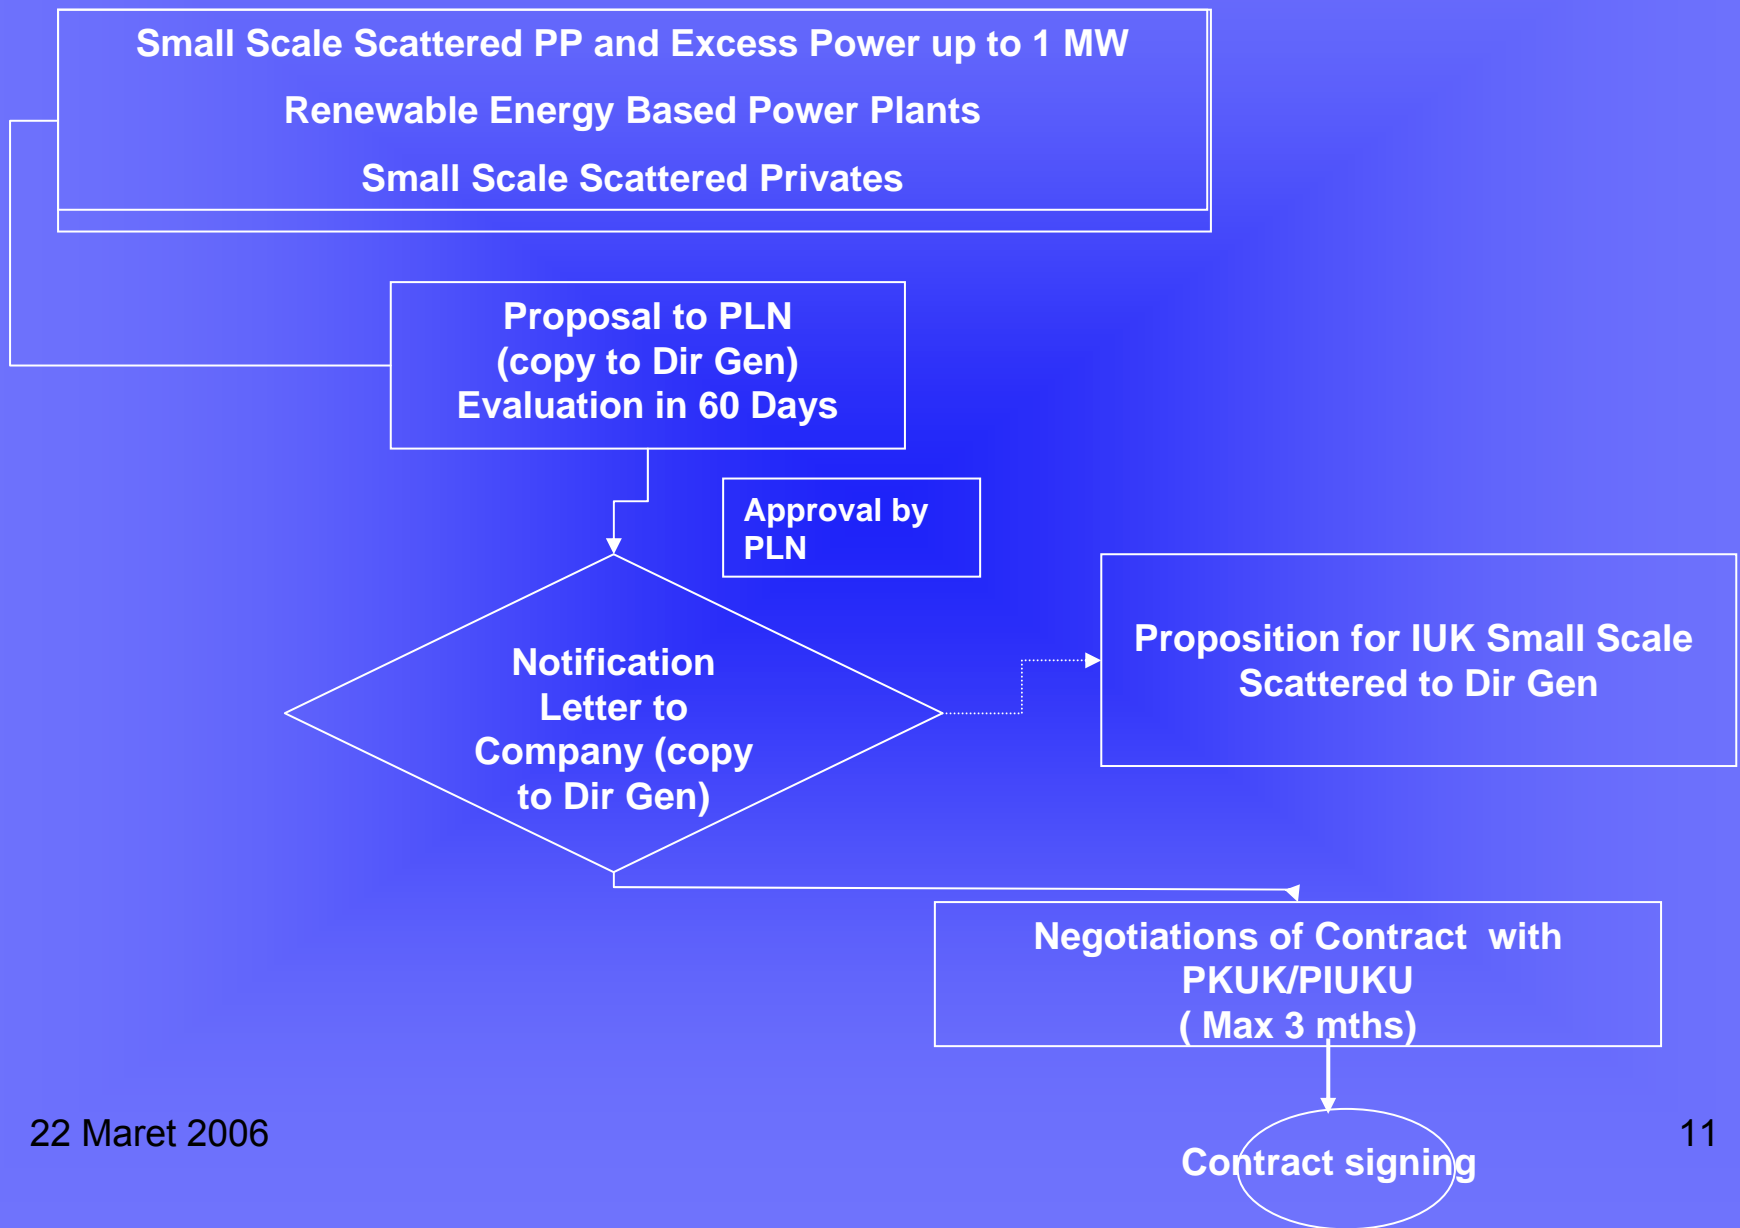 Small Scale Scattered PP and Excess Power up to 1 MW
Renewable Energy Based Power Plants
Small Scale Scattered Privates
Proposal to PLN
(copy to Dir Gen)
Evaluation in 60 Days
Approval by
PLN
Notification
Letter to
Company (copy
to Dir Gen)
Proposition for IUK Small Scale
Scattered to Dir Gen
Negotiations of Contract  with
PKUK/PIUKU
( Max 3 mths)
Contract signing
22 Maret 2006
11